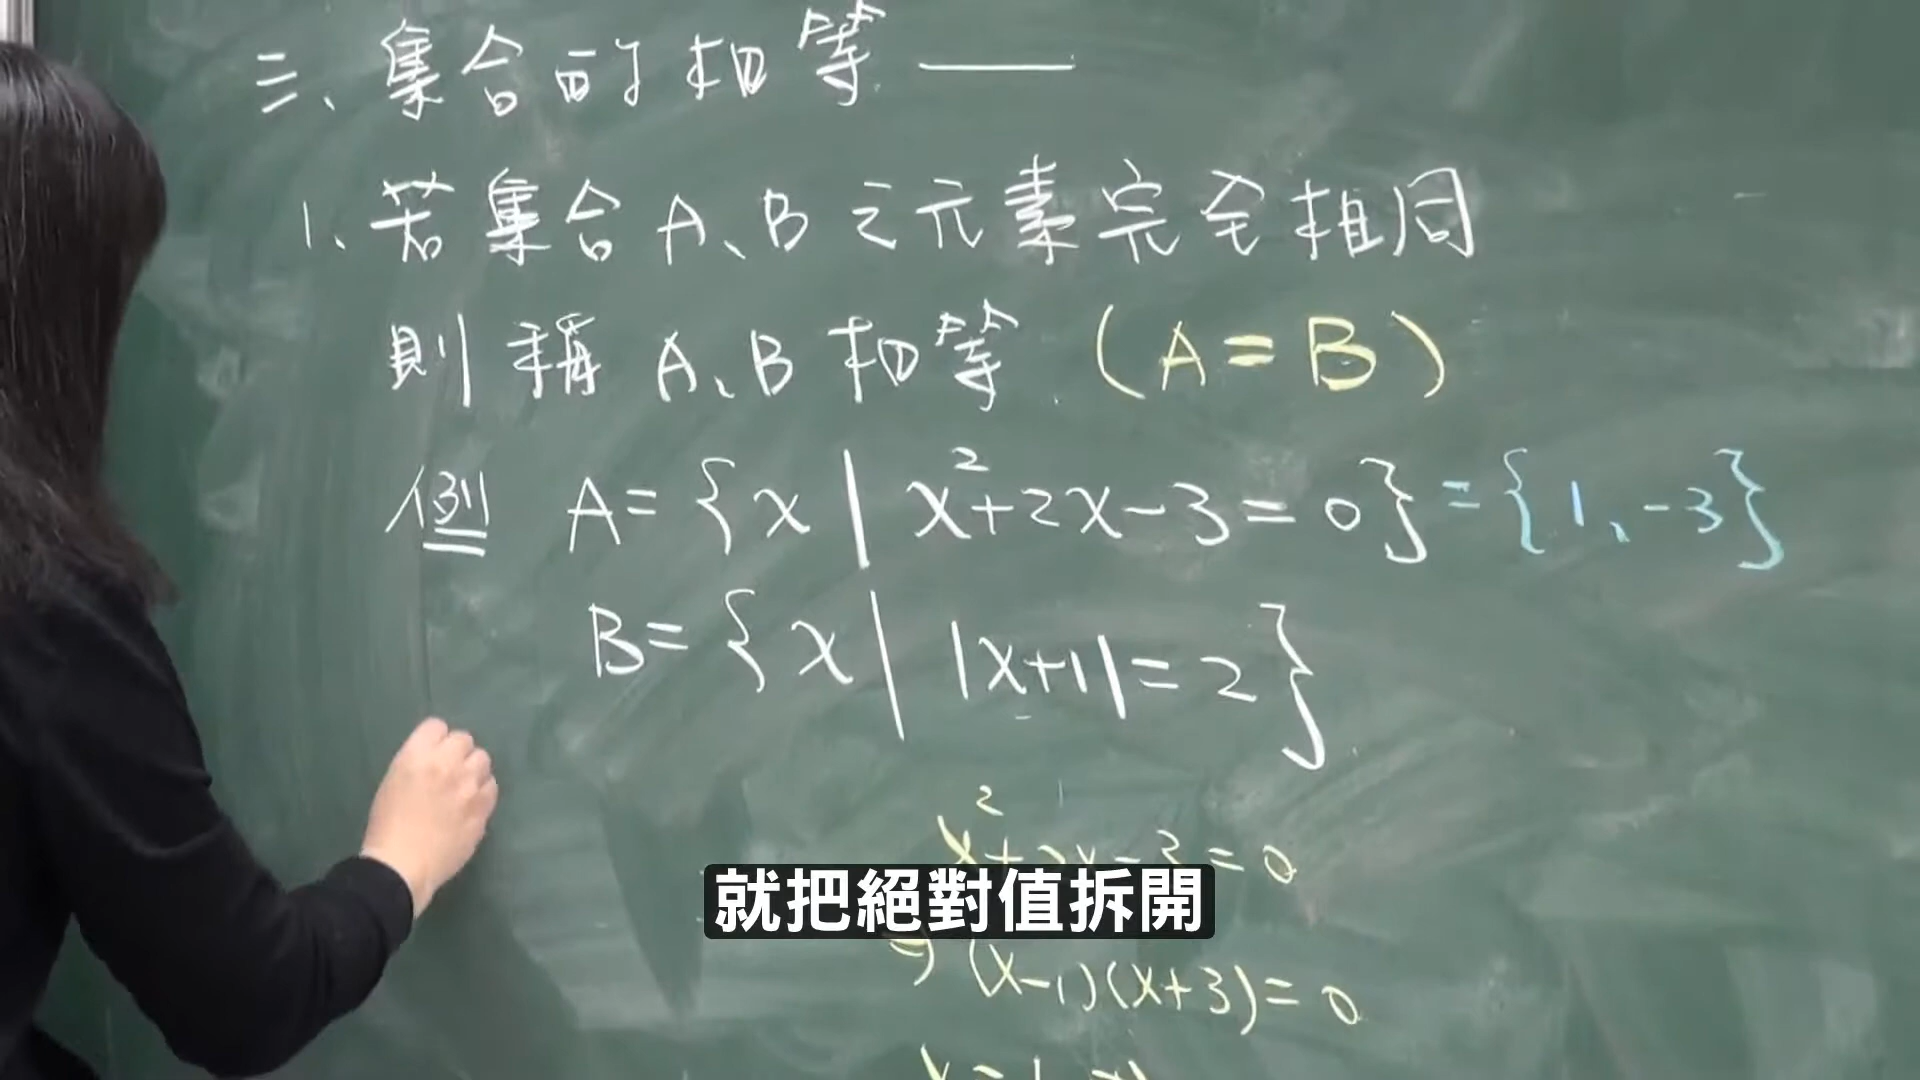 三、集合的相等 ——
1、若集合A、B之元素完全相同
則稱A、B相等 (A=B)
例 A={x | x²+2x-3=0}={1、-3}
B={x | |x+1|=2}
x²+2x-3=0
就把絕對值拆開
⇒(x-1)(x+3)=0